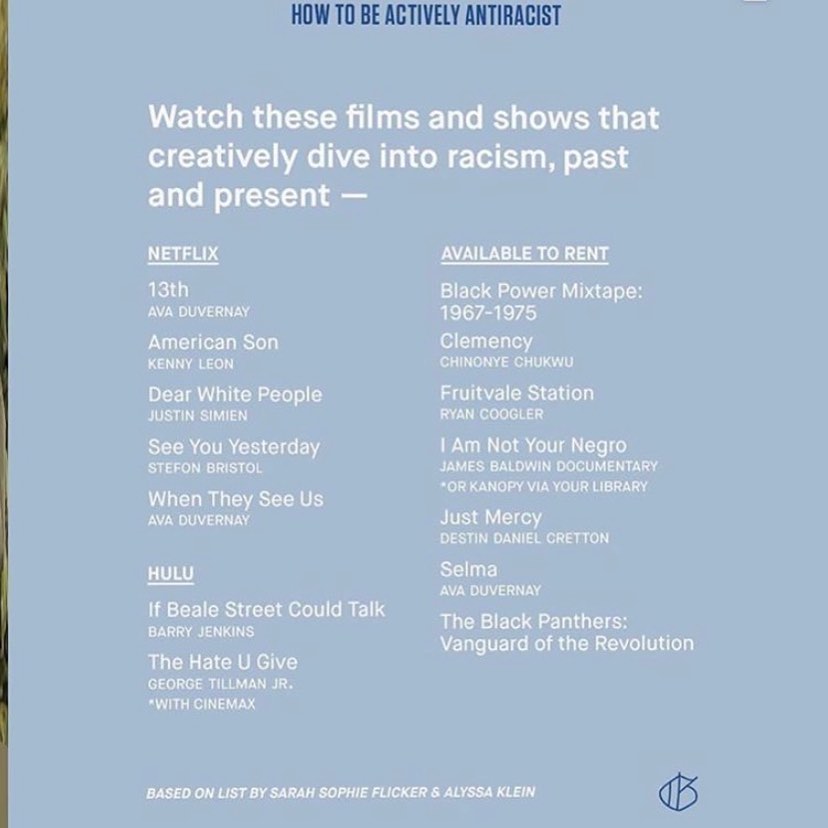 HOW TO BE ACTIVELY ANTIRACIST
Watch these films and shows that
creatively dive into racism, past
and present —
NETFLIX
13th
AVA DUVERNAY
American Son
KENNY LEON
Dear White People
JUSTIN SIMIEN
See You Yesterday
STEFON BRISTOL
When They See Us
AVA DUVERNAY
HULU
If Beale Street Could Talk
BARRY JENKINS
The Hate U Give
GEORGE TILLMAN JR.
*WITH CINEMAX
AVAILABLE TO RENT
Black Power Mixtape:
1967-1975
Clemency
CHINONYE CHUKWU
Fruitvale Station
RYAN COOGLER
I Am Not Your Negro
JAMES BALDWIN DOCUMENTARY
*OR KANOPY VIA YOUR LIBRARY
Just Mercy
DESTIN DANIEL CRETTON
Selma
AVA DUVERNAY
The Black Panthers:
Vanguard of the Revolution
BASED ON LIST BY SARAH SOPHIE FLICKER & ALYSSA KLEIN